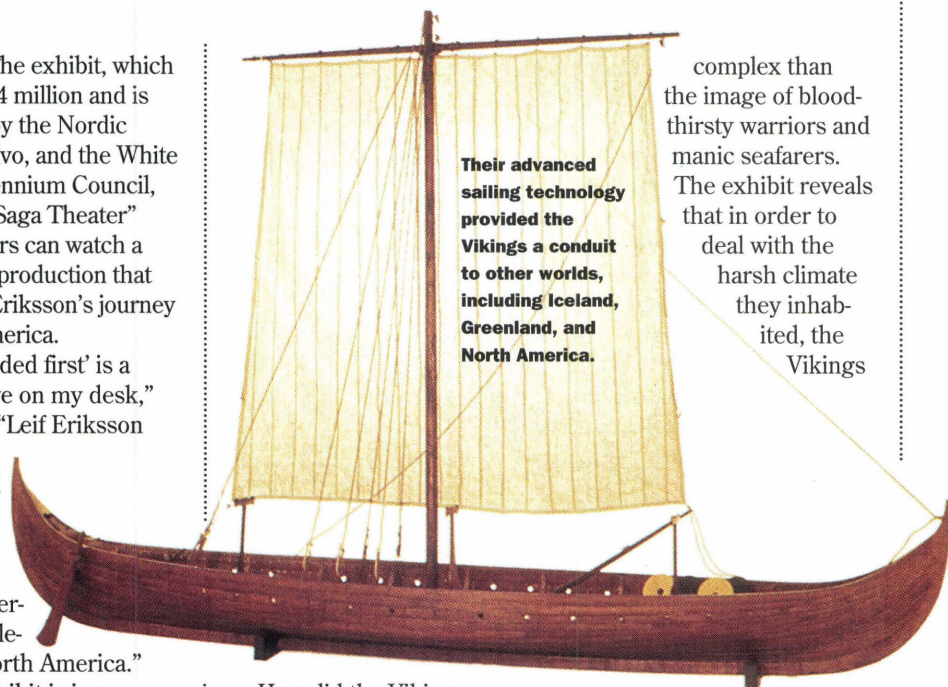 he exhibit, which
4 million and is
y the Nordic
vo, and the White
ennium Council,
Saga Theater”
rs can watch a
production that
Eriksson’s journey
nerica.
ded first’ is a
e on my desk,”
“Leif Eriksson
er-
le-
orth America.”
Their advanced
sailing technology
provided the
Vikings a conduit
to other worlds,
including Iceland,
Greenland, and
North America.
complex than
the image of blood-
thirsty warriors and
manic seafarers.
The exhibit reveals
that in order to
deal with the
harsh climate
they inhab-
ited, the
Vikings